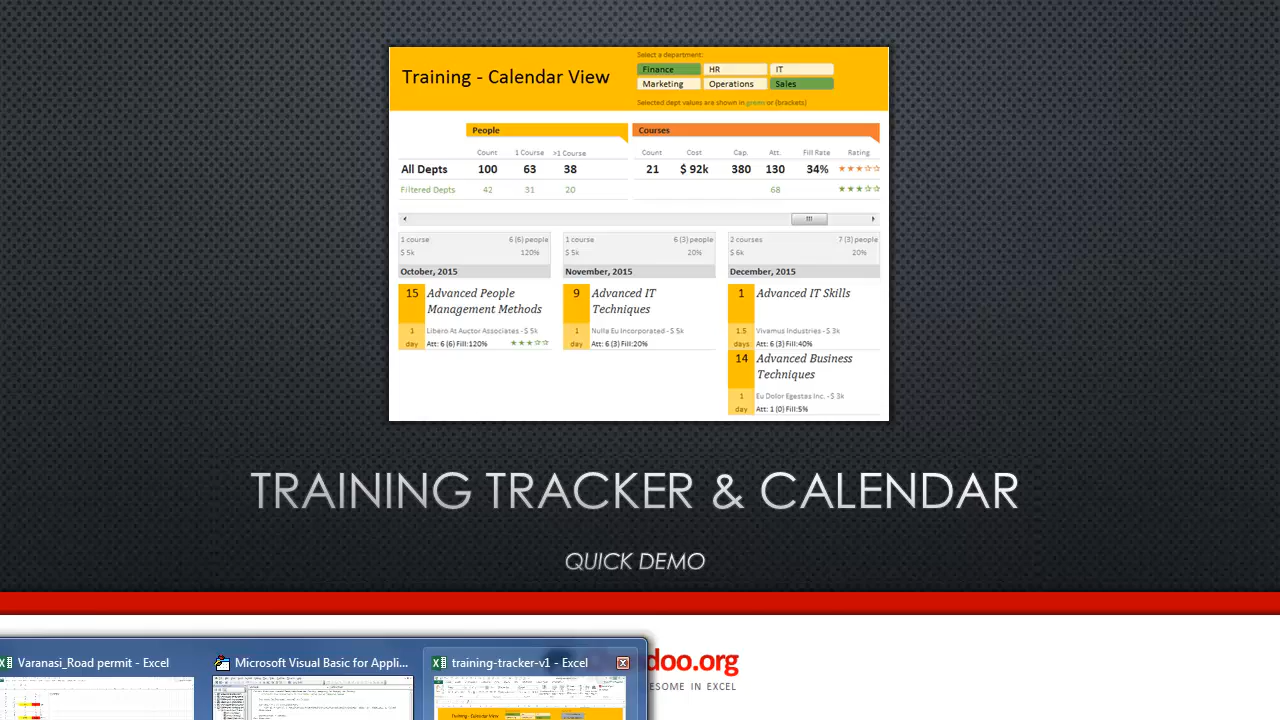 Training - Calendar View
Select a department:
Finance HR IT
Marketing Operations Sales
Selected dept values are shown in green or (brackets)
People Courses
Count 1 Course >1 Course Count Cost Cap. Att. Fill Rate Rating
All Depts 100 63 38 21 $ 92k 380 130 34% ★★★☆☆
Filtered Depts 42 31 20 68 ★★★☆☆
1 course 6 (6) people 1 course 6 (3) people 2 courses 7 (3) people
$ 5k 120% $ 5k 20% $ 6k 20%
October, 2015 November, 2015 December, 2015
15 Advanced People
Management Methods
1 Libero At Auctor Associates - $ 5k
day Att: 6 (6) Fill:120% ★★★☆☆
9 Advanced IT
Techniques
1 Nulla Eu Incorporated - $ 5k
day Att: 6 (3) Fill:20%
1 Advanced IT Skills
1.5 Vivamus Industries - $ 3k
days Att: 6 (3) Fill:40%
14 Advanced Business
Techniques
1 Eu Dolor Egestas Inc. - $ 3k
day Att: 1 (0) Fill:5%
TRAINING TRACKER & CALENDAR
QUICK DEMO
doo.org
ESOME IN EXCEL
Varanasi_Road permit - Excel
Microsoft Visual Basic for Appli...
training-tracker-v1 - Excel